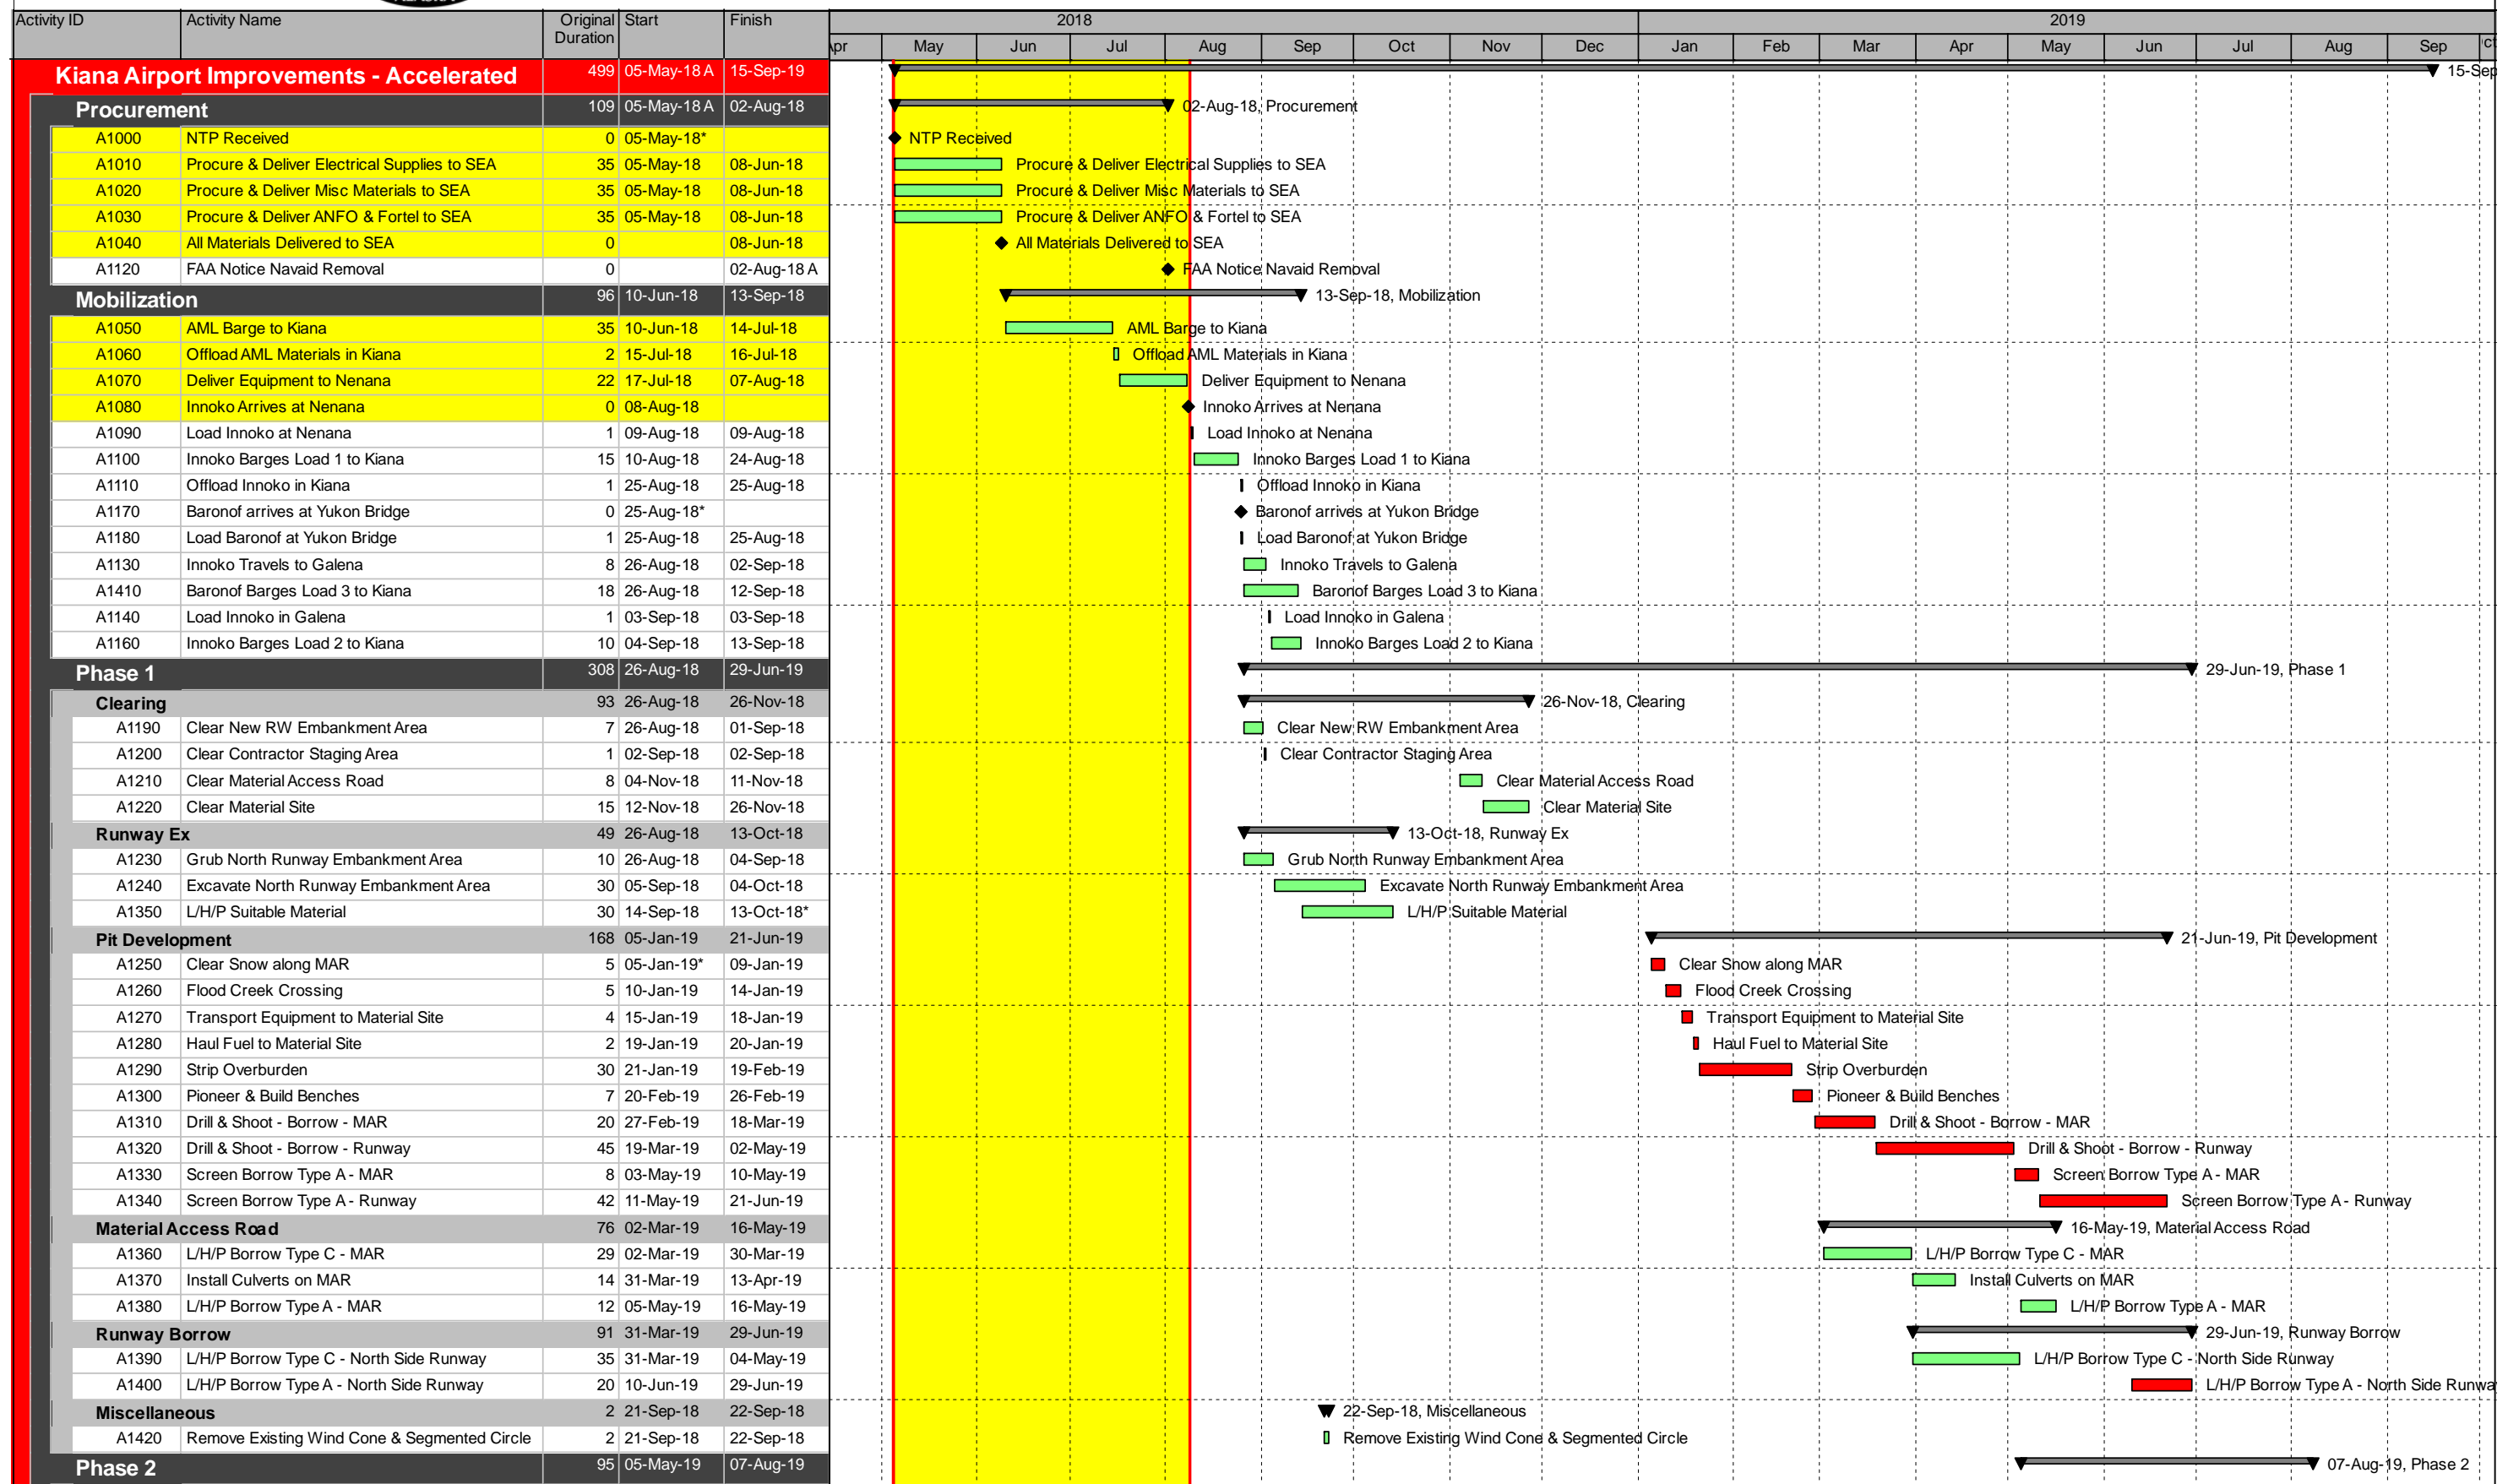 Activity ID Activity Name Original Duration Start Finish 2018 2019
May Jun Jul Aug Sep Oct Nov Dec Jan Feb Mar Apr May Jun Jul Aug Sep
Kiana Airport Improvements - Accelerated 499 05-May-18 A 15-Sep-19 15-Sep
Procurement 109 05-May-18 A 02-Aug-18 02-Aug-18, Procurement
A1000 NTP Received 0 05-May-18* NTP Received
A1010 Procure & Deliver Electrical Supplies to SEA 35 05-May-18 08-Jun-18 Procure & Deliver Electrical Supplies to SEA
A1020 Procure & Deliver Misc Materials to SEA 35 05-May-18 08-Jun-18 Procure & Deliver Misc Materials to SEA
A1030 Procure & Deliver ANFO & Fortel to SEA 35 05-May-18 08-Jun-18 Procure & Deliver ANFO & Fortel to SEA
A1040 All Materials Delivered to SEA 0 08-Jun-18 All Materials Delivered to SEA
A1120 FAA Notice Navaid Removal 0 02-Aug-18 A FAA Notice Navaid Removal
Mobilization 96 10-Jun-18 13-Sep-18 13-Sep-18, Mobilization
A1050 AML Barge to Kiana 35 10-Jun-18 14-Jul-18 AML Barge to Kiana
A1060 Offload AML Materials in Kiana 2 15-Jul-18 16-Jul-18 Offload AML Materials in Kiana
A1070 Deliver Equipment to Nenana 22 17-Jul-18 07-Aug-18 Deliver Equipment to Nenana
A1080 Innoko Arrives at Nenana 0 08-Aug-18 Innoko Arrives at Nenana
A1090 Load Innoko at Nenana 1 09-Aug-18 09-Aug-18 Load Innoko at Nenana
A1100 Innoko Barges Load 1 to Kiana 15 10-Aug-18 24-Aug-18 Innoko Barges Load 1 to Kiana
A1110 Offload Innoko in Kiana 1 25-Aug-18 25-Aug-18 Offload Innoko in Kiana
A1170 Baronof arrives at Yukon Bridge 0 25-Aug-18* Baronof arrives at Yukon Bridge
A1180 Load Baronof at Yukon Bridge 1 25-Aug-18 25-Aug-18 Load Baronof at Yukon Bridge
A1130 Innoko Travels to Galena 8 26-Aug-18 02-Sep-18 Innoko Travels to Galena
A1410 Baronof Barges Load 3 to Kiana 18 26-Aug-18 12-Sep-18 Baronof Barges Load 3 to Kiana
A1140 Load Innoko in Galena 1 03-Sep-18 03-Sep-18 Load Innoko in Galena
A1160 Innoko Barges Load 2 to Kiana 10 04-Sep-18 13-Sep-18 Innoko Barges Load 2 to Kiana
Phase 1 308 26-Aug-18 29-Jun-19 29-Jun-19, Phase 1
Clearing 93 26-Aug-18 26-Nov-18 26-Nov-18, Clearing
A1190 Clear New RW Embankment Area 7 26-Aug-18 01-Sep-18 Clear New RW Embankment Area
A1200 Clear Contractor Staging Area 1 02-Sep-18 02-Sep-18 Clear Contractor Staging Area
A1210 Clear Material Access Road 8 04-Nov-18 11-Nov-18 Clear Material Access Road
A1220 Clear Material Site 15 12-Nov-18 26-Nov-18 Clear Material Site
Runway Ex 49 26-Aug-18 13-Oct-18 13-Oct-18, Runway Ex
A1230 Grub North Runway Embankment Area 10 26-Aug-18 04-Sep-18 Grub North Runway Embankment Area
A1240 Excavate North Runway Embankment Area 30 05-Sep-18 04-Oct-18 Excavate North Runway Embankment Area
A1350 L/H/P Suitable Material 30 14-Sep-18 13-Oct-18* L/H/P Suitable Material
Pit Development 168 05-Jan-19 21-Jun-19 21-Jun-19, Pit Development
A1250 Clear Snow along MAR 5 05-Jan-19* 09-Jan-19 Clear Snow along MAR
A1260 Flood Creek Crossing 5 10-Jan-19 14-Jan-19 Flood Creek Crossing
A1270 Transport Equipment to Material Site 4 15-Jan-19 18-Jan-19 Transport Equipment to Material Site
A1280 Haul Fuel to Material Site 2 19-Jan-19 20-Jan-19 Haul Fuel to Material Site
A1290 Strip Overburden 30 21-Jan-19 19-Feb-19 Strip Overburden
A1300 Pioneer & Build Benches 7 20-Feb-19 26-Feb-19 Pioneer & Build Benches
A1310 Drill & Shoot - Borrow - MAR 20 27-Feb-19 18-Mar-19 Drill & Shoot - Borrow - MAR
A1320 Drill & Shoot - Borrow - Runway 45 19-Mar-19 02-May-19 Drill & Shoot - Borrow - Runway
A1330 Screen Borrow Type A - MAR 8 03-May-19 10-May-19 Screen Borrow Type A - MAR
A1340 Screen Borrow Type A - Runway 42 11-May-19 21-Jun-19 Screen Borrow Type A - Runway
Material Access Road 76 02-Mar-19 16-May-19 16-May-19, Material Access Road
A1360 L/H/P Borrow Type C - MAR 29 02-Mar-19 30-Mar-19 L/H/P Borrow Type C - MAR
A1370 Install Culverts on MAR 14 31-Mar-19 13-Apr-19 Install Culverts on MAR
A1380 L/H/P Borrow Type A - MAR 12 05-May-19 16-May-19 L/H/P Borrow Type A - MAR
Runway Borrow 91 31-Mar-19 29-Jun-19 29-Jun-19, Runway Borrow
A1390 L/H/P Borrow Type C - North Side Runway 35 31-Mar-19 04-May-19 L/H/P Borrow Type C - North Side Runway
A1400 L/H/P Borrow Type A - North Side Runway 20 10-Jun-19 29-Jun-19 L/H/P Borrow Type A - North Side Runwa
Miscellaneous 2 21-Sep-18 22-Sep-18 22-Sep-18, Miscellaneous
A1420 Remove Existing Wind Cone & Segmented Circle 2 21-Sep-18 22-Sep-18 Remove Existing Wind Cone & Segmented Circle
Phase 2 95 05-May-19 07-Aug-19 07-Aug-19, Phase 2